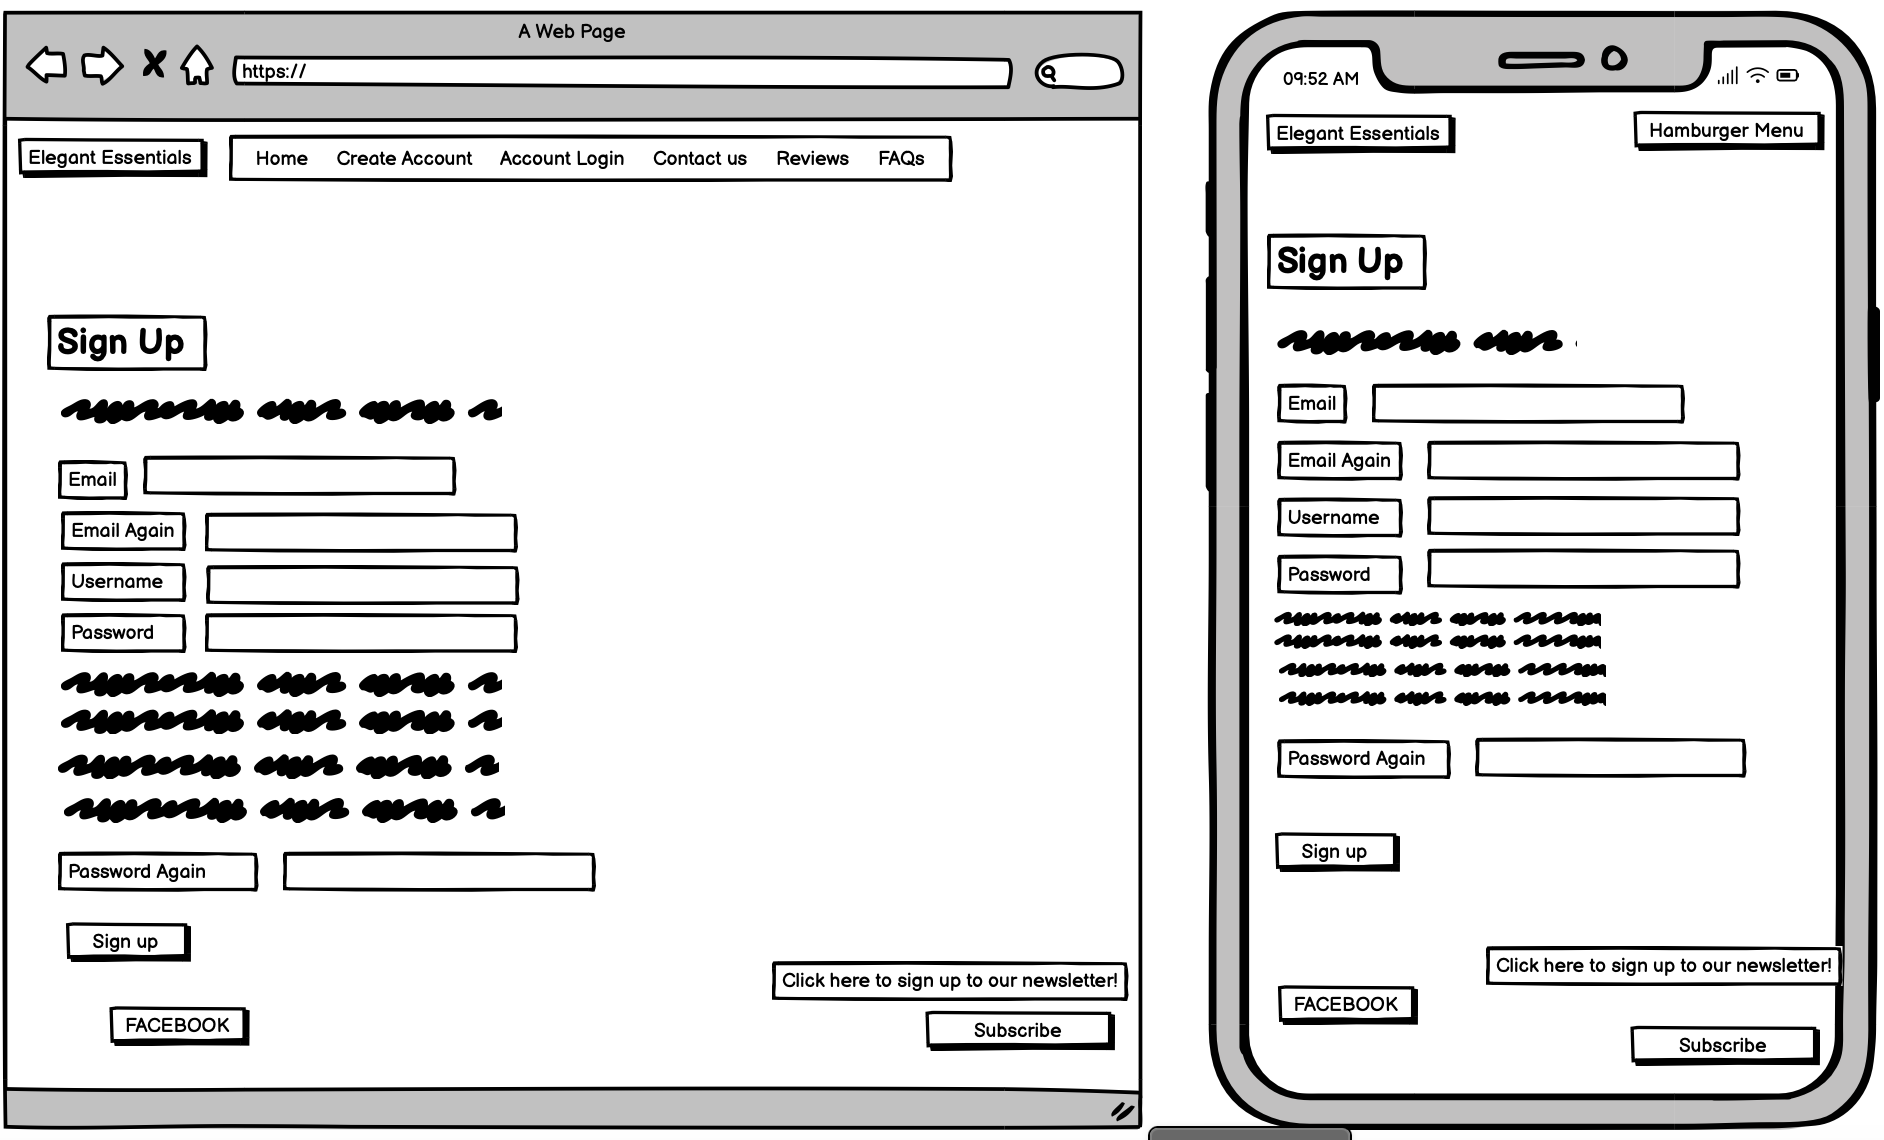 A Web Page
https://
Elegant Essentials
Home Create Account Account Login Contact us Reviews FAQs
Sign Up
Email
Email Again
Username
Password
Password Again
Sign up
Click here to sign up to our newsletter!
FACEBOOK
Subscribe
09:52 AM
Elegant Essentials
Hamburger Menu
Sign Up
Email
Email Again
Username
Password
Password Again
Sign up
Click here to sign up to our newsletter!
FACEBOOK
Subscribe